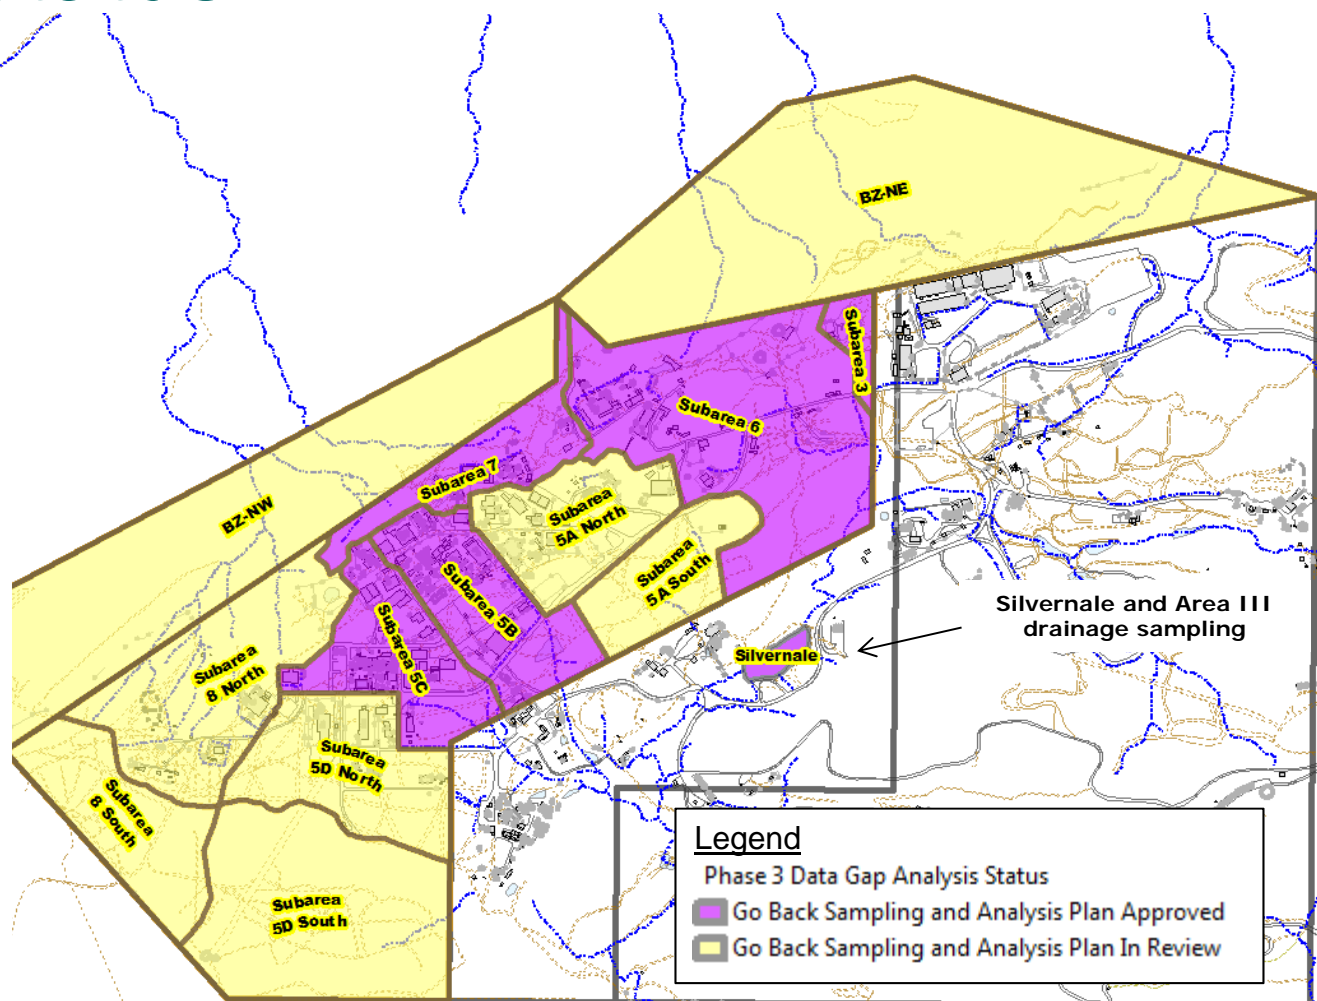 BZ-NE
Subarea 3
Subarea 6
Subarea 7
BZ-NW
Subarea
5A North
Subarea
5A South
Subarea 5B
Subarea 5C
Silvernale and Area III
drainage sampling
Silvernale
Subarea
8 North
Subarea
5D North
Subarea
8 South
Subarea
5D South
Legend
Phase 3 Data Gap Analysis Status
Go Back Sampling and Analysis Plan Approved
Go Back Sampling and Analysis Plan In Review